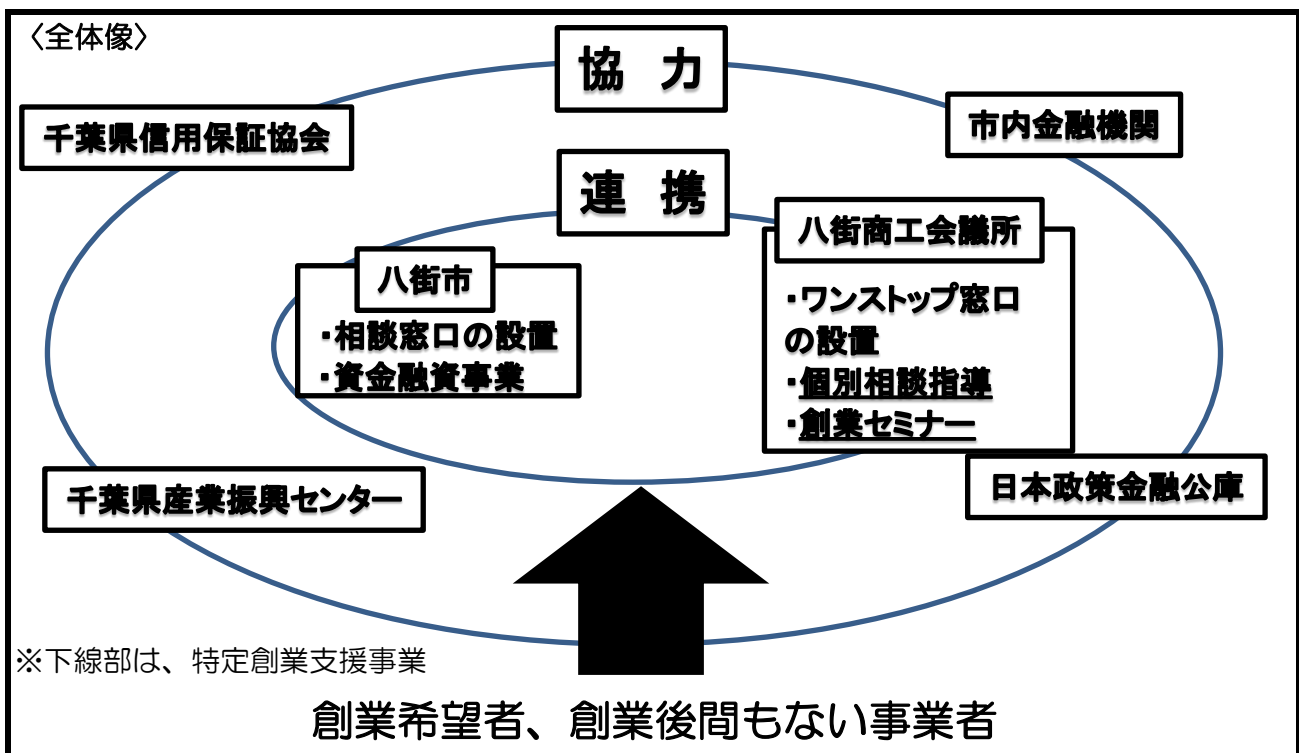 〈全体像〉
協 力
千葉県信用保証協会
市内金融機関
連 携
八街市
・相談窓口の設置
・資金融資事業
八街商工会議所
・ワンストップ窓口
の設置
・個別相談指導
・創業セミナー
千葉県産業振興センター
日本政策金融公庫
※下線部は、特定創業支援事業
創業希望者、創業後間もない事業者